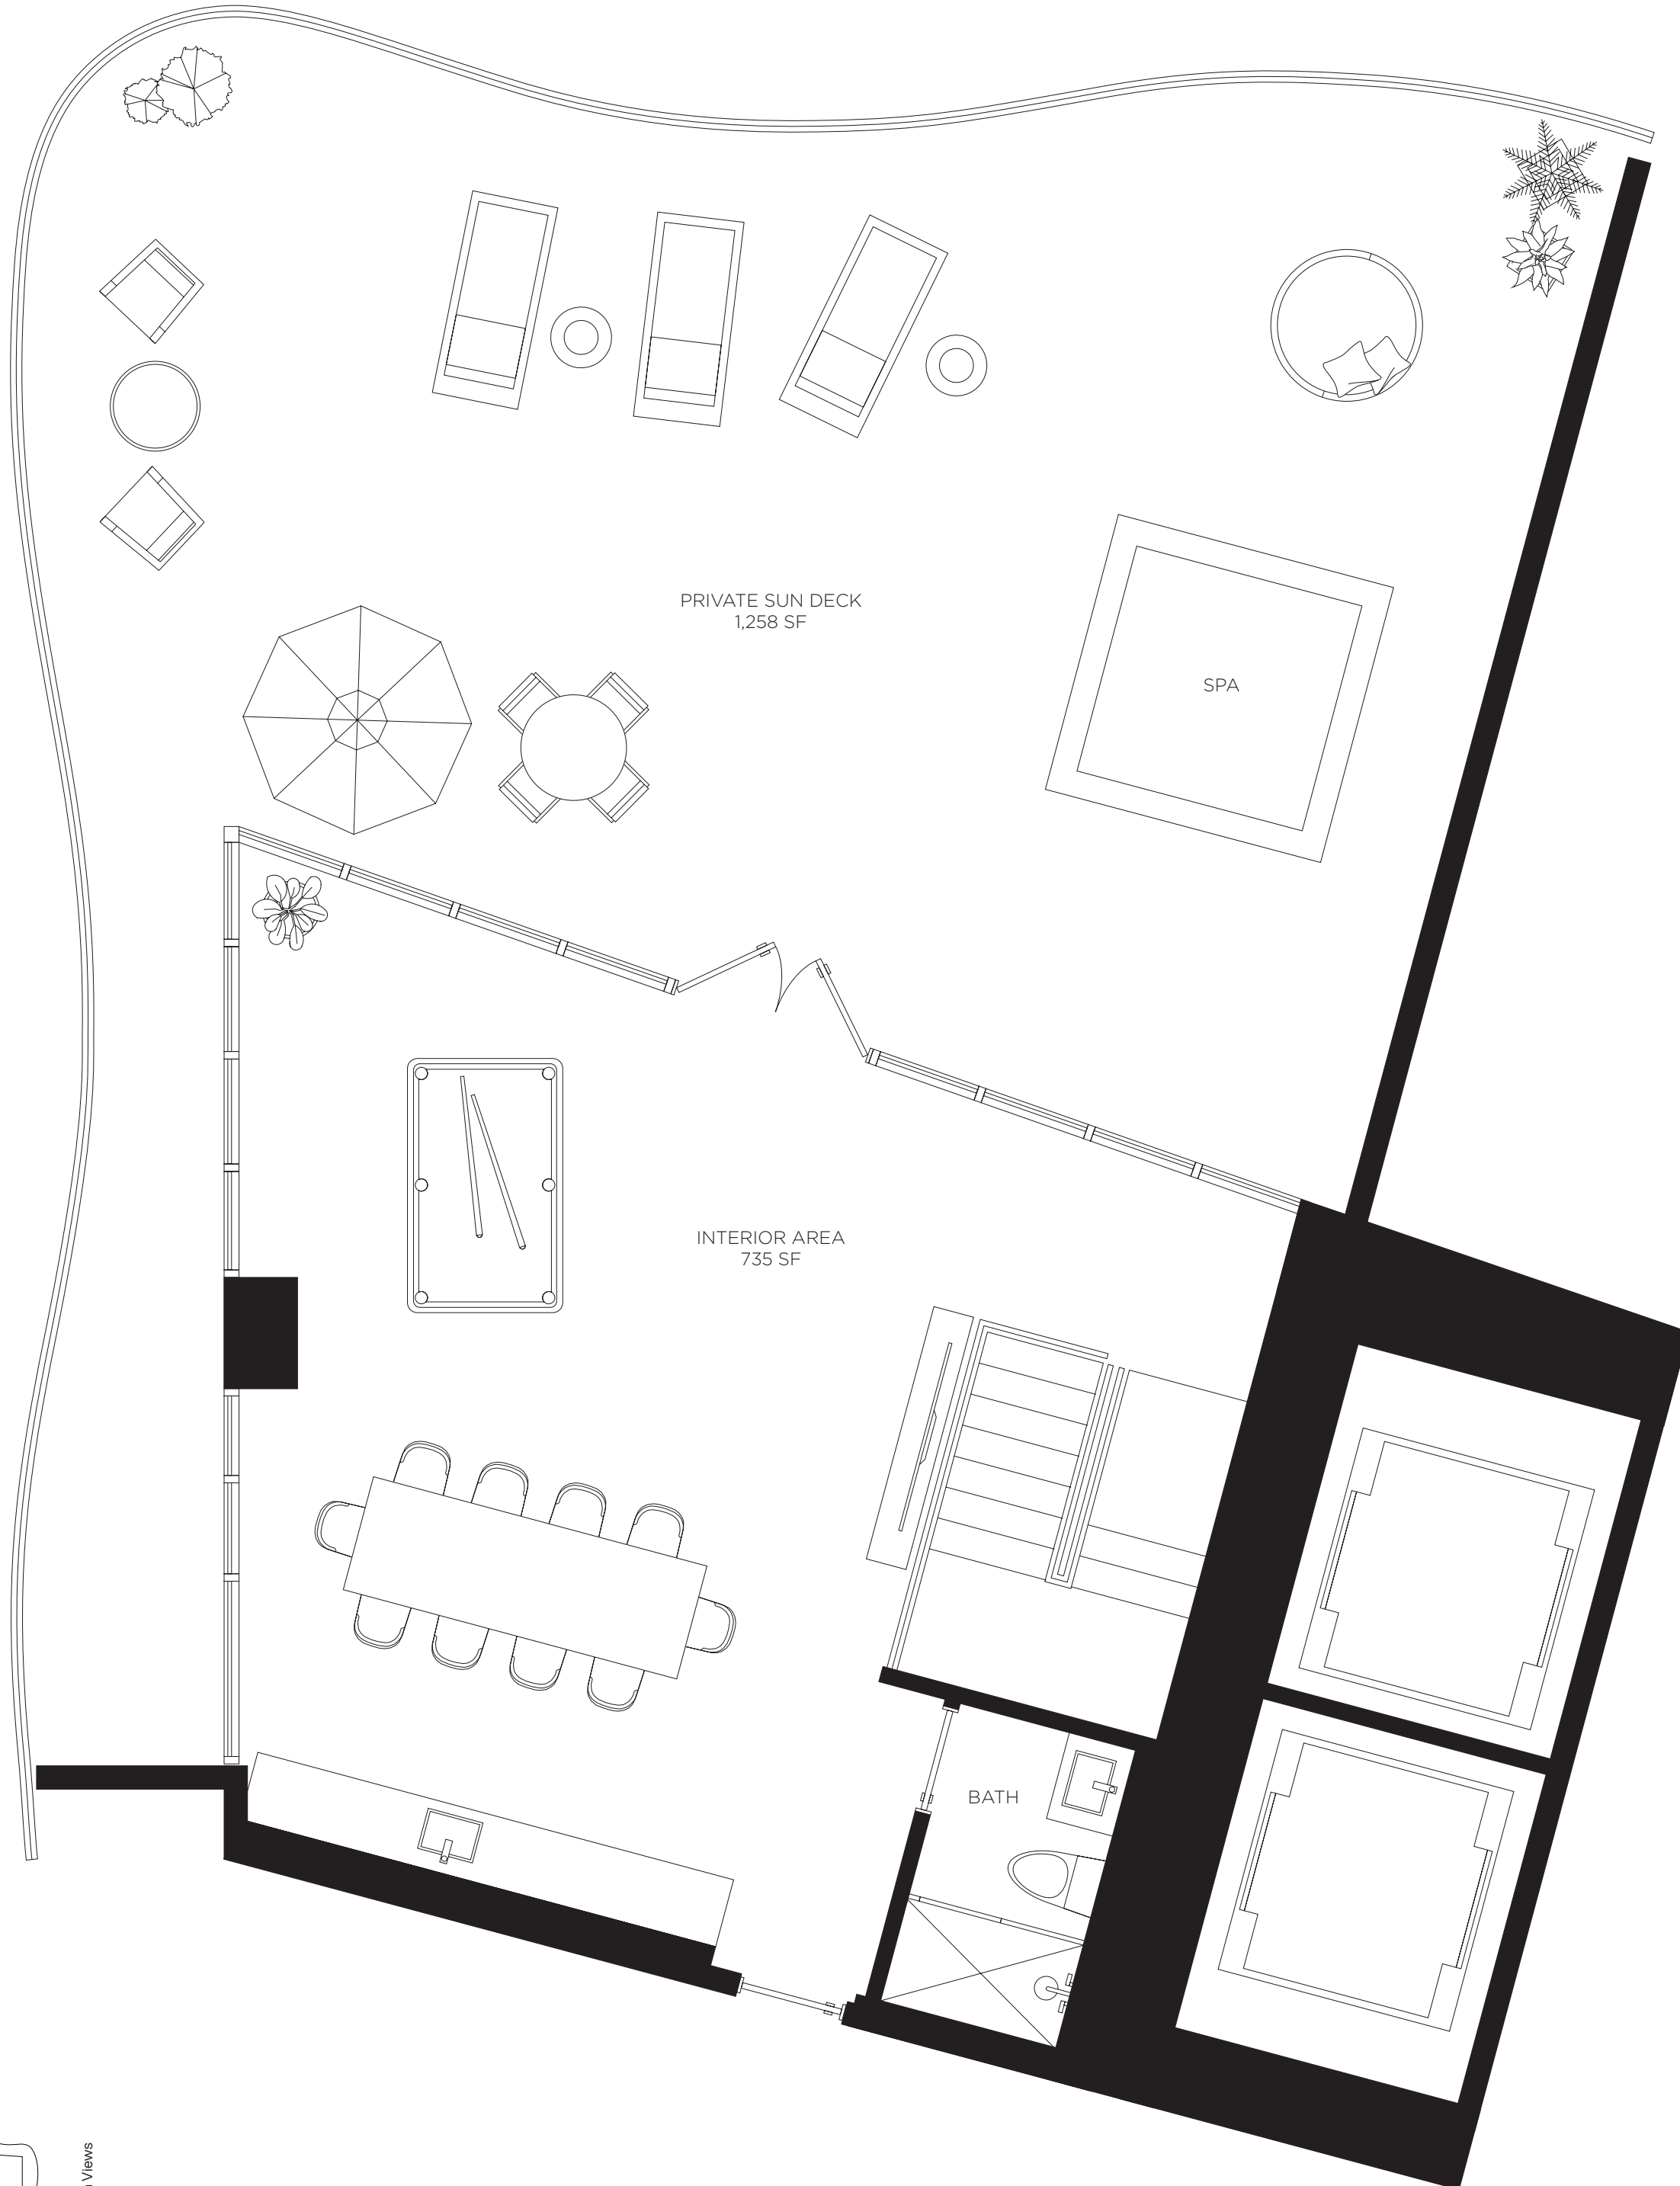 PRIVATE SUN DECK
1,258 SF
SPA
INTERIOR AREA
735 SF
BATH
Views